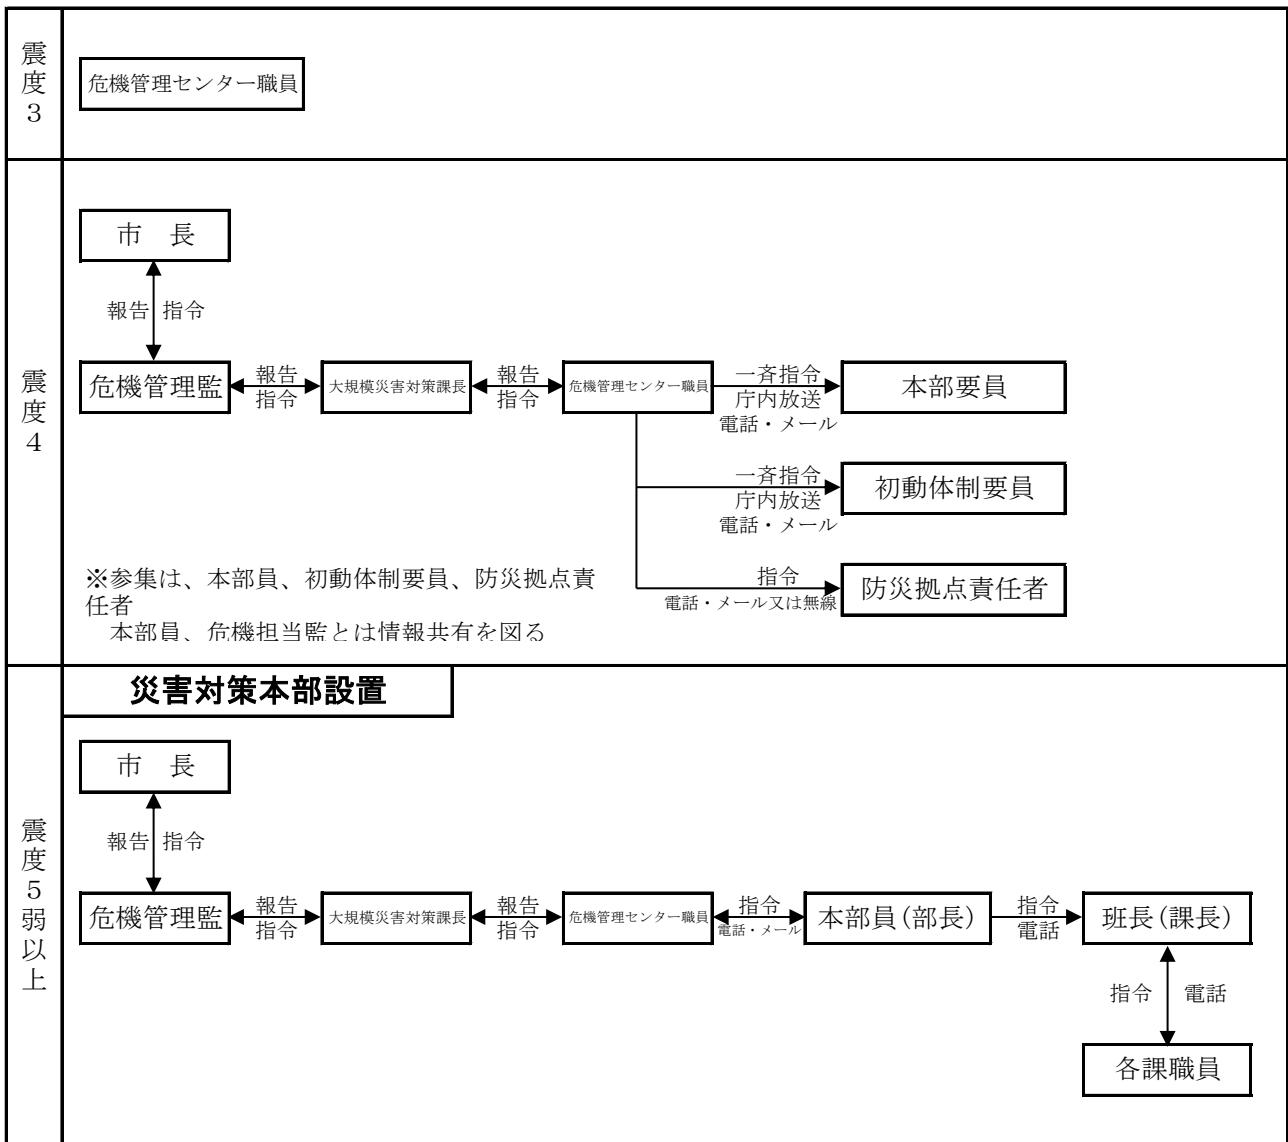 震度３
危機管理センター職員
震度４
市　長
報告 指令
危機管理監
報告
指令
大規模災害対策課長
報告
指令
危機管理センター職員
一斉指令
庁内放送
電話・メール
本部要員
一斉指令
庁内放送
電話・メール
初動体制要員
指令
電話・メール又は無線
防災拠点責任者
※参集は、本部員、初動体制要員、防災拠点責
任者
本部員、危機担当監とは情報共有を図る
震度５弱以上
災害対策本部設置
市　長
報告 指令
危機管理監
報告
指令
大規模災害対策課長
報告
指令
危機管理センター職員
指令
電話・メール
本部員(部長)
指令
電話
班長(課長)
指令　電話
各課職員